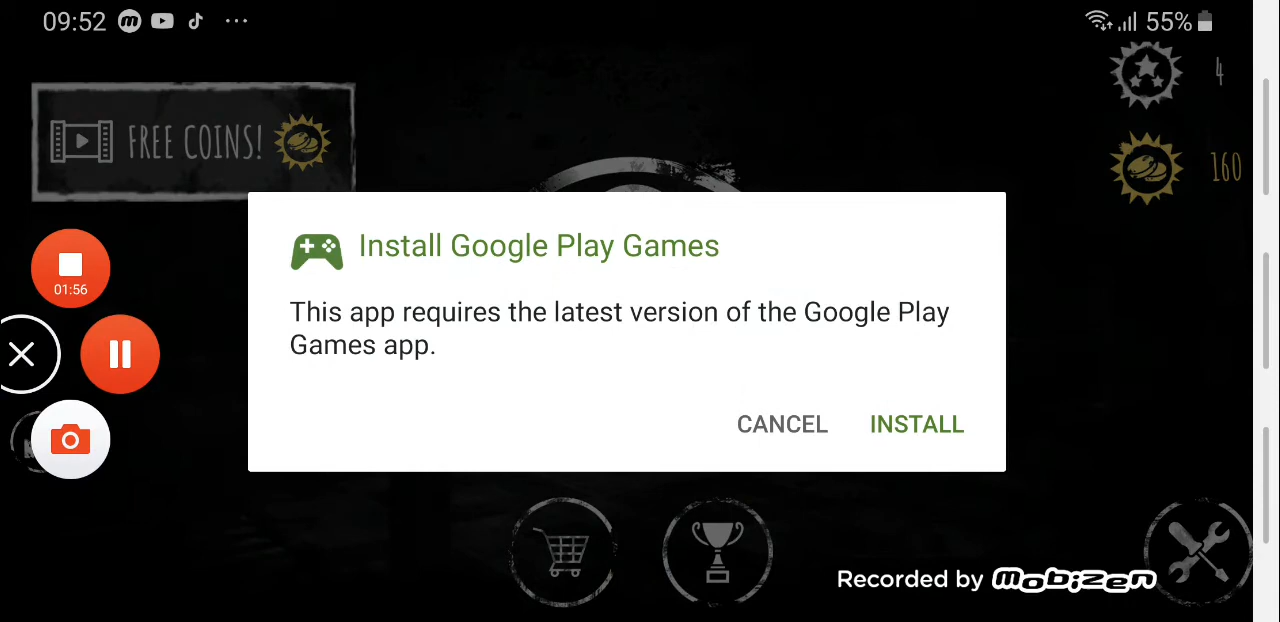 09:52
55%
4
FREE COINS!
160
Install Google Play Games
01:56
This app requires the latest version of the Google Play
Games app.
CANCEL INSTALL
Recorded by mobizen